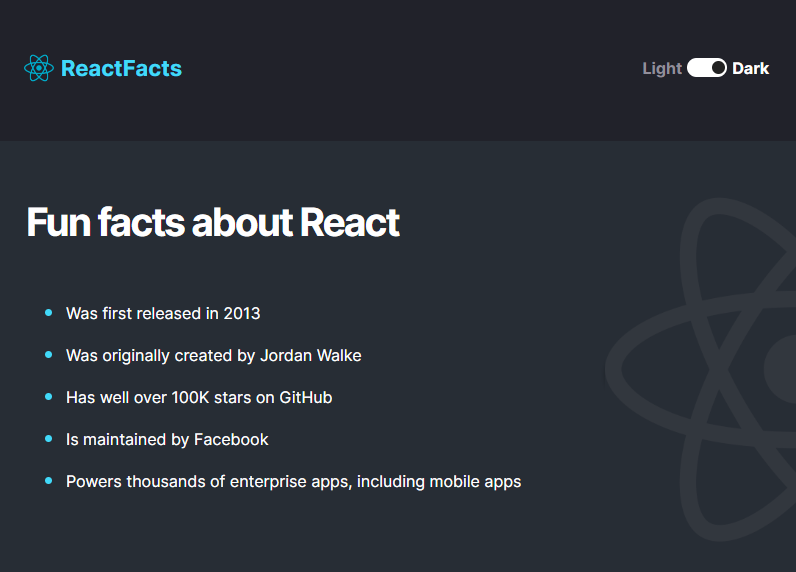 ReactFacts
Light Dark
Fun facts about React
Was first released in 2013
Was originally created by Jordan Walke
Has well over 100K stars on GitHub
Is maintained by Facebook
Powers thousands of enterprise apps, including mobile apps